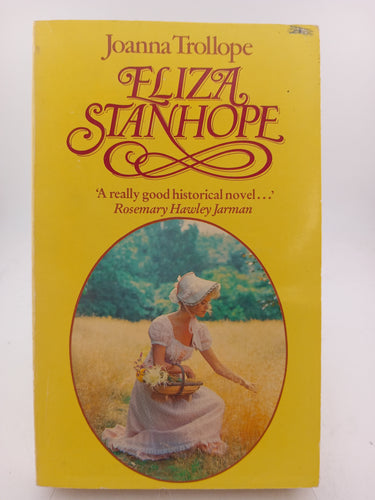 Joanna Trollope
ELIZA
STANHOPE
'A really good historical novel...'
Rosemary Hawley Jarman